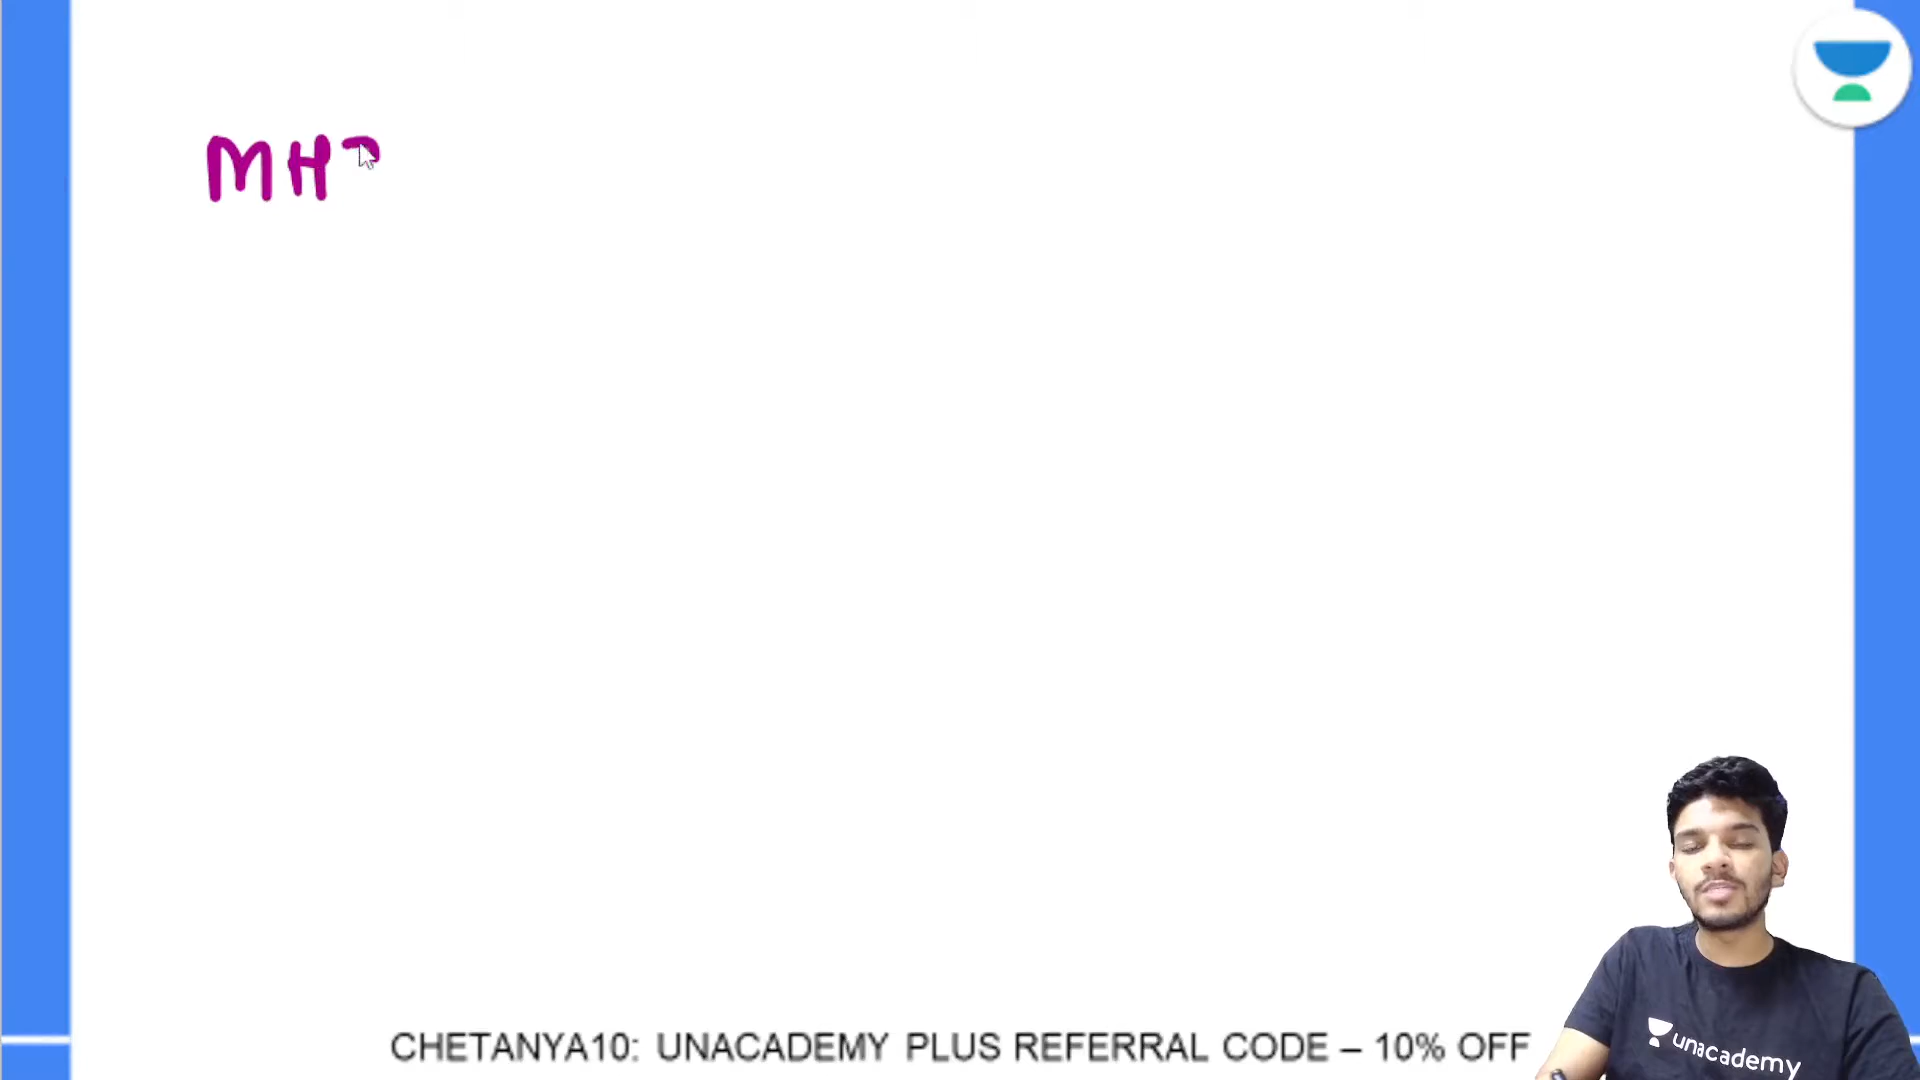 MH
CHETANYA10: UNACADEMY PLUS REFERRAL CODE – 10% OFF
unacademy